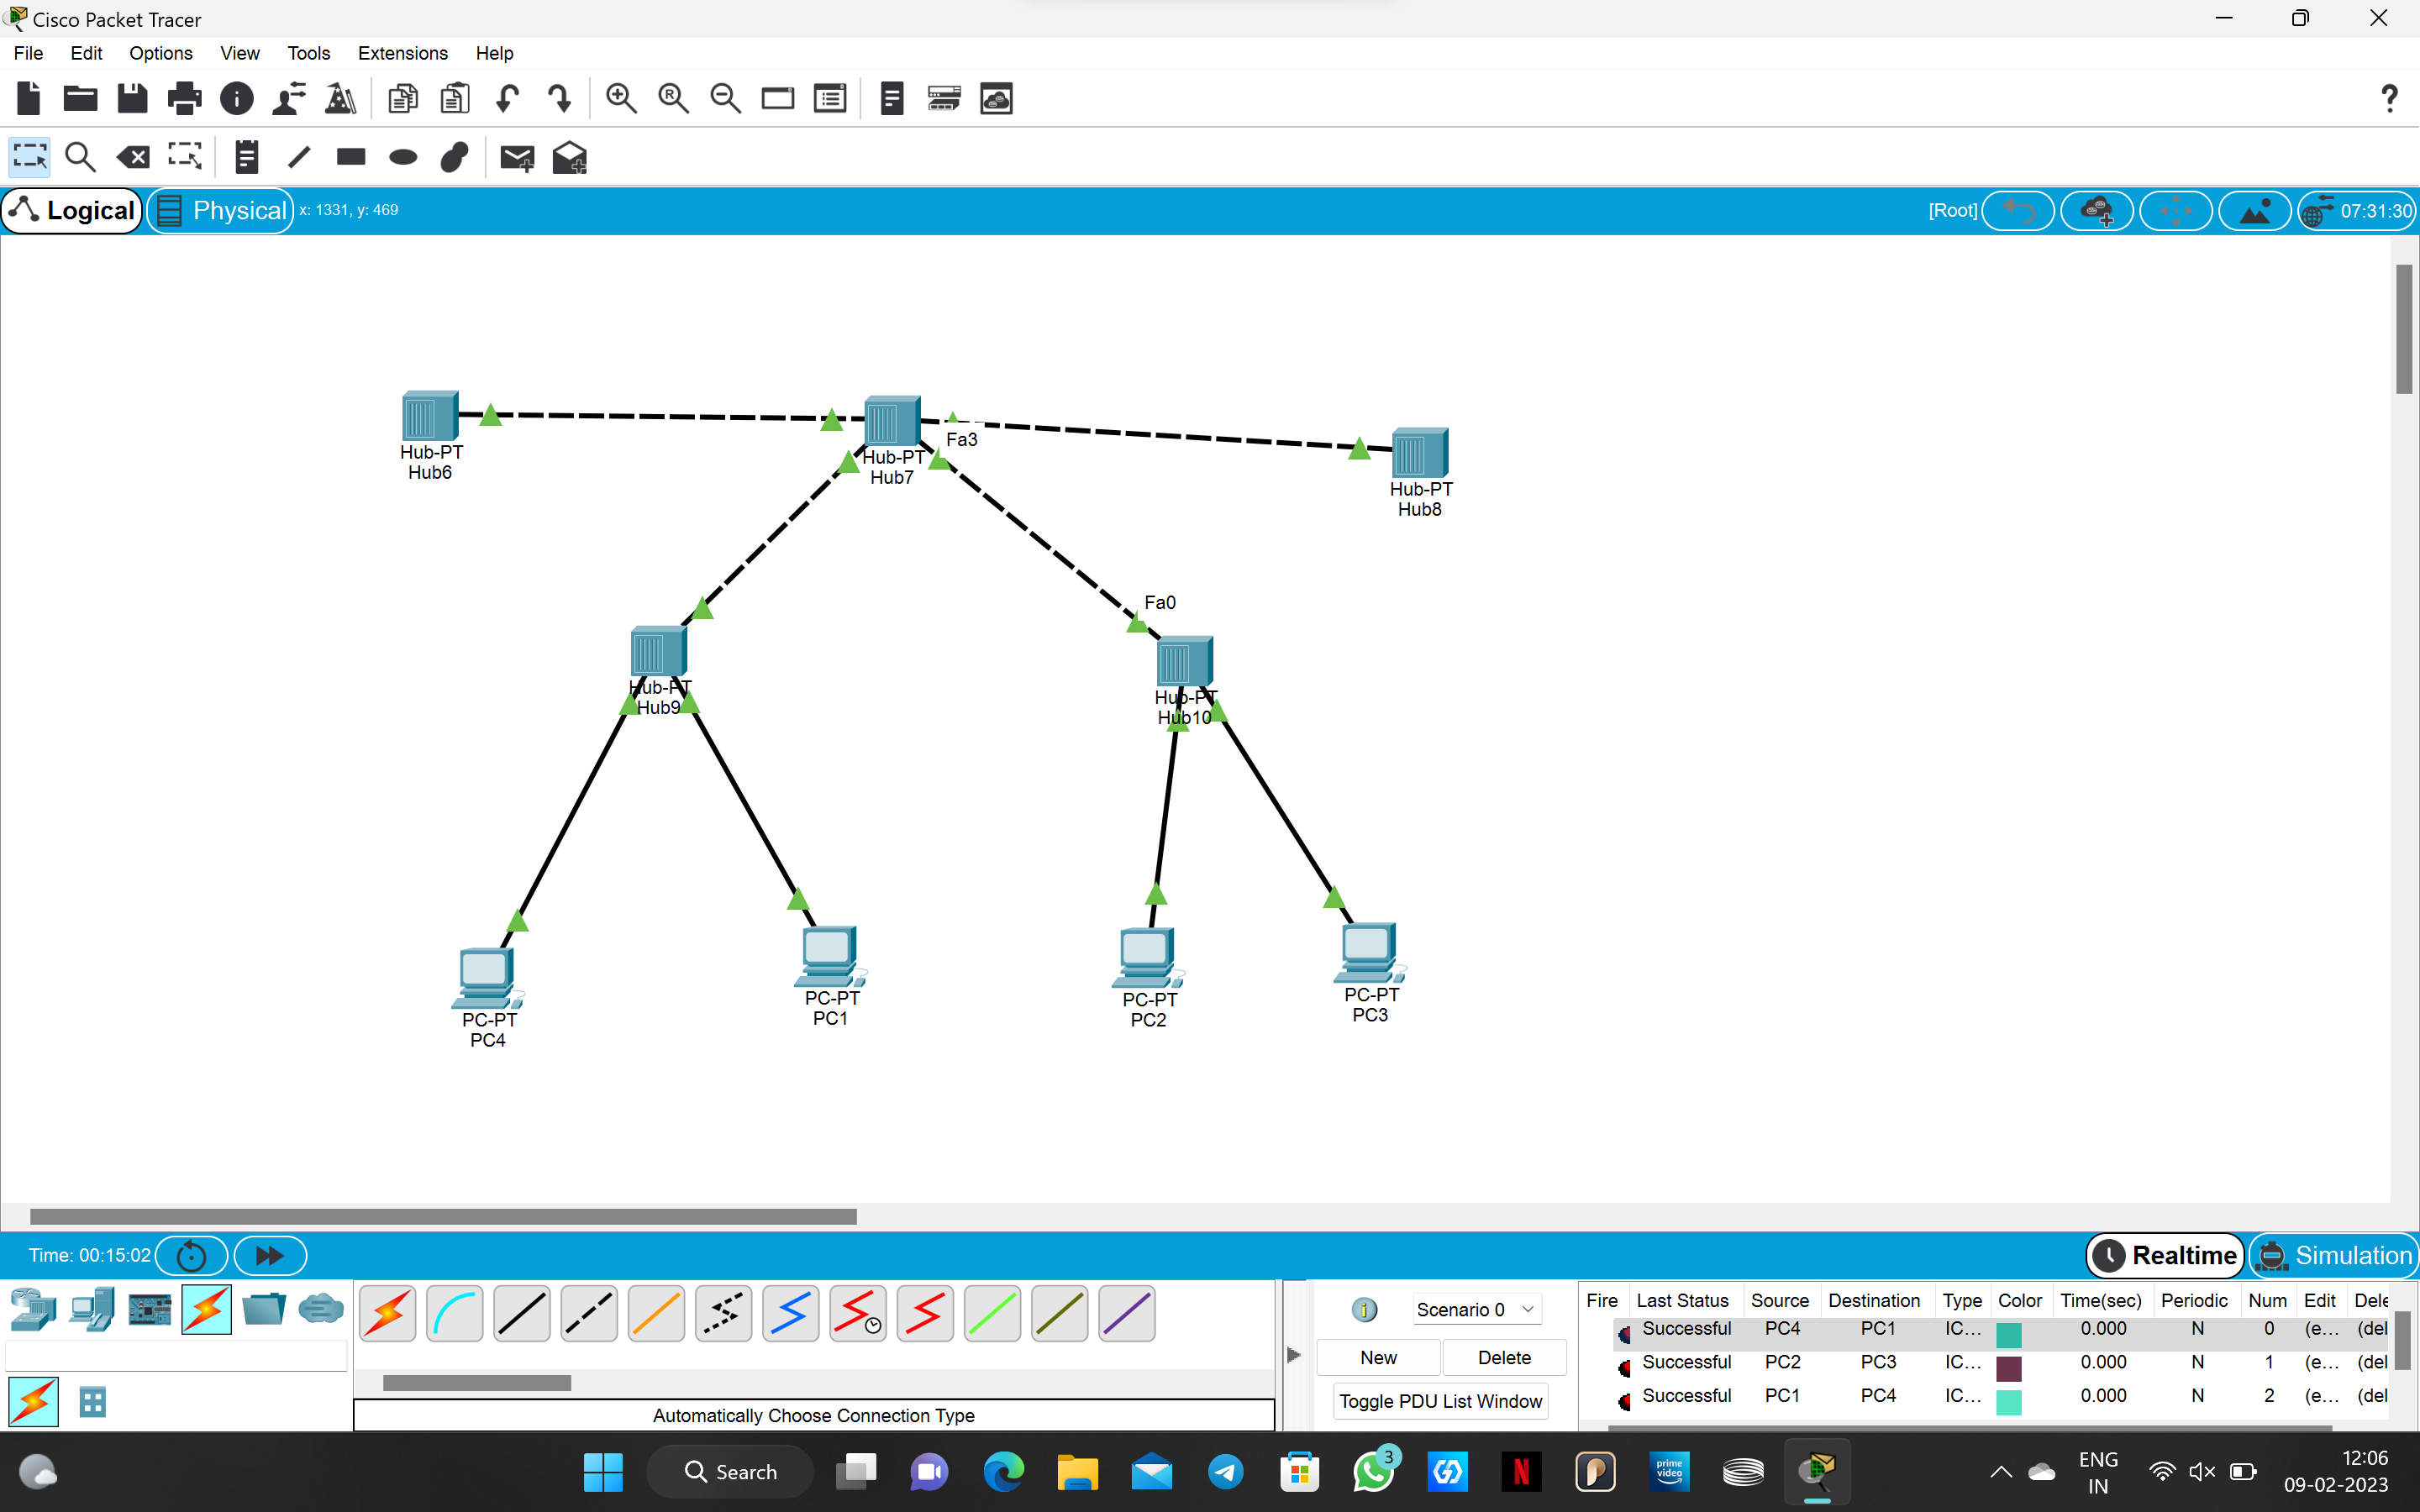 Cisco Packet Tracer
File Edit Options View Tools Extensions Help
Logical Physical x: 1331, y: 469 [Root] 07:31:30
Hub-PT
Hub6
Hub-PT
Hub7
Fa3
Hub-PT
Hub8
Fa0
Hub-PT
Hub9
Hub-PT
Hub10
PC-PT
PC4
PC-PT
PC1
PC-PT
PC2
PC-PT
PC3
Time: 00:15:02 Realtime Simulation
Scenario 0
New Delete
Toggle PDU List Window
Automatically Choose Connection Type
Fire Last Status Source Destination Type Color Time(sec) Periodic Num Edit Dele
Successful PC4 PC1 IC... 0.000 N 0 (e... (del
Successful PC2 PC3 IC... 0.000 N 1 (e... (del
Successful PC1 PC4 IC... 0.000 N 2 (e... (del
Search
3
prime video
ENG
IN
12:06
09-02-2023